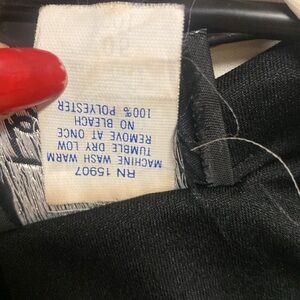 RN 15907
MACHINE WASH WARM
TUMBLE DRY LOW
REMOVE AT ONCE
NO BLEACH
100% POLYESTER